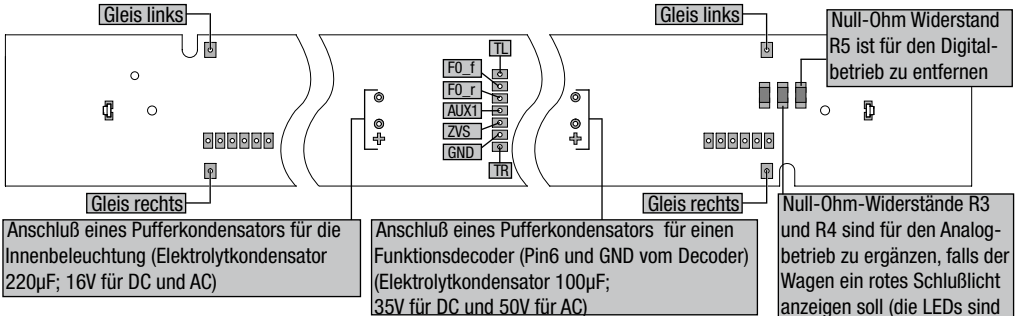 Gleis links
Gleis links
Null-Ohm Widerstand
R5 ist für den Digital-
betrieb zu entfernen
TL
F0_f
F0_r
AUX1
ZVS
GND
TR
Gleis rechts
Gleis rechts
Anschluß eines Pufferkondensators für die
Innenbeleuchtung (Elektrolytkondensator
220µF; 16V für DC und AC)
Anschluß eines Pufferkondensators für einen
Funktionsdecoder (Pin6 und GND vom Decoder)
(Elektrolytkondensator 100µF;
35V für DC und 50V für AC)
Null-Ohm-Widerstände R3
und R4 sind für den Analog-
betrieb zu ergänzen, falls der
Wagen ein rotes Schlußlicht
anzeigen soll (die LEDs sind